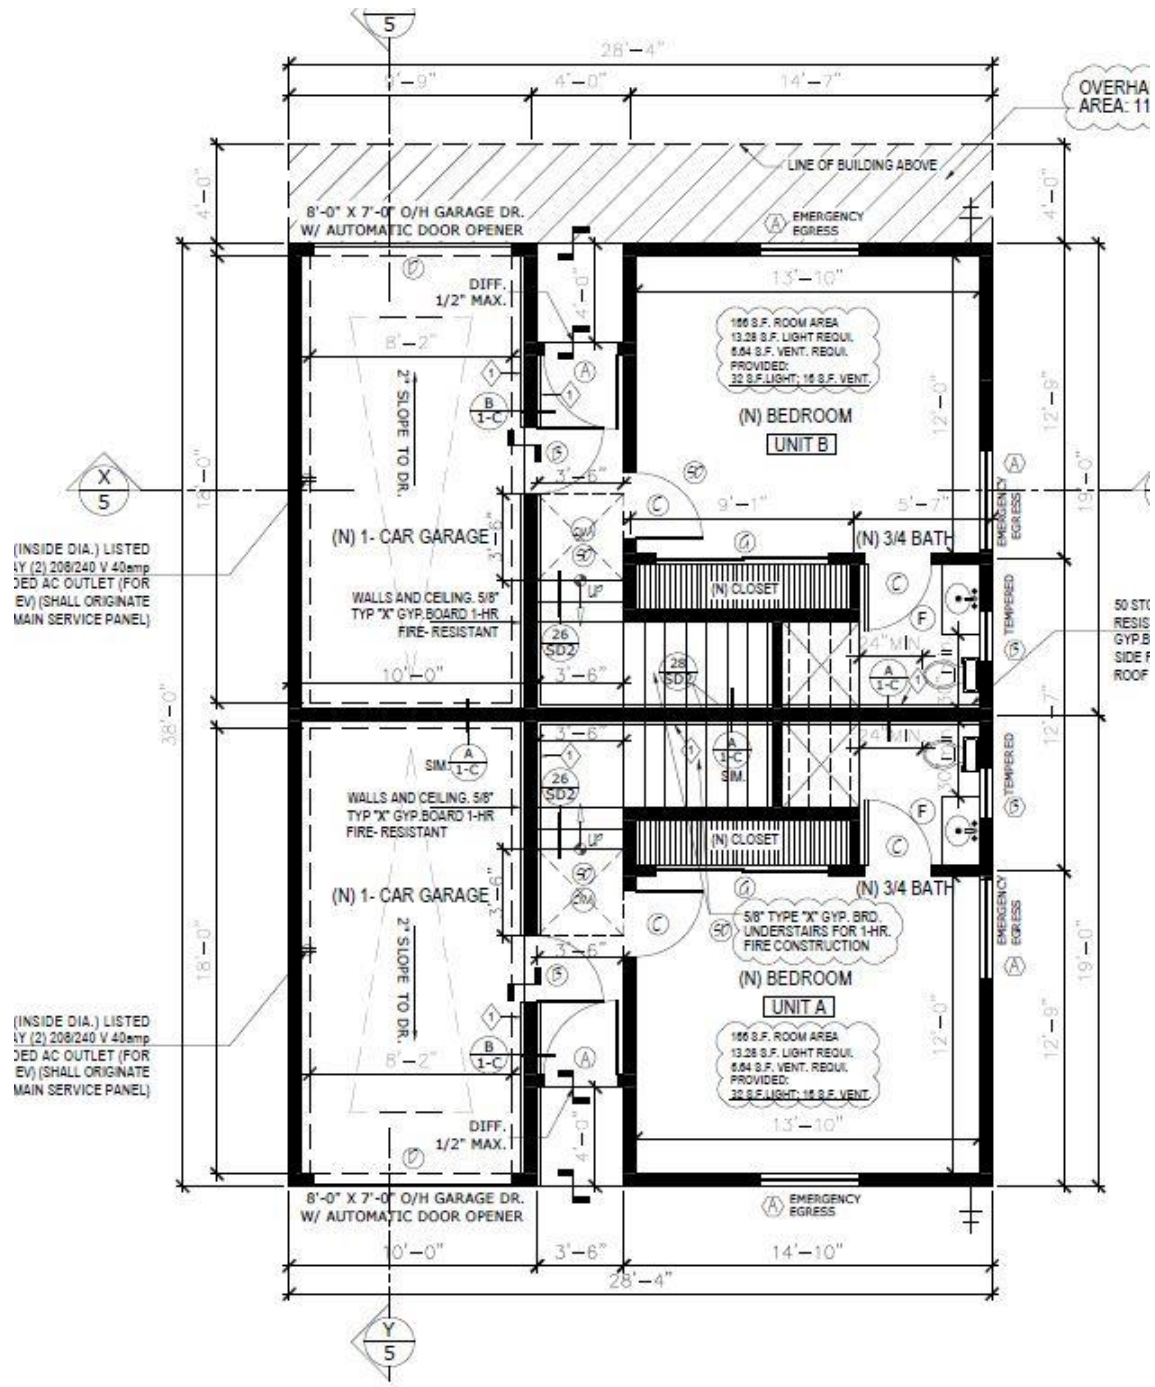 5
28'-4"
9'-9"
4'-0"
14'-7"
OVERHA
AREA: 11
LINE OF BUILDING ABOVE
4'-0"
4'-0"
8'-0" X 7'-0" O/H GARAGE DR.
W/ AUTOMATIC DOOR OPENER
A
EMERGENCY
EGRESS
D
DIFF.
1/2" MAX.
4'-0"
13'-10"
166 S.F. ROOM AREA
13.28 S.F. LIGHT REQUI.
6.64 S.F. VENT. REQUI.
PROVIDED:
32 S.F.LIGHT; 16 S.F. VENT.
8'-2"
2" SLOPE TO DR.
1
A
1
B
1-C
(N) BEDROOM
UNIT B
12'-0"
12'-9"
19'-0"
B
SD
A
EMERGENCY
EGRESS
X
5
18'-0"
3'-6"
3'-6"
C
9'-1"
5'-7"
(N) 1- CAR GARAGE
G
(N) 3/4 BATH
(INSIDE DIA.) LISTED
AY (2) 208/240 V 40amp
DED AC OUTLET (FOR
EV) (SHALL ORIGINATE
MAIN SERVICE PANEL)
WALLS AND CEILING. 5/8"
TYP "X" GYP.BOARD 1-HR
FIRE- RESISTANT
SD
UP
(N) CLOSET
C
F
TEMPERED
B
50 STO
RESIS
GYP.B
SIDE F
ROOF
26
SD2
28
SD2
24"MIN
A
1-C
1
10'-0"
3'-6"
38'-0"
3'-6"
1
1
A
1-C
SIM.
A
1-C
SIM.
26
SD2
24"MIN
12'-7"
TEMPERED
B
WALLS AND CEILING. 5/8"
TYP "X" GYP.BOARD 1-HR
FIRE- RESISTANT
F
UP
(N) CLOSET
C
SD
G
(N) 3/4 BATH
(N) 1- CAR GARAGE
3'-6"
C
SD
5/8" TYPE "X" GYP. BRD.
UNDERSTAIRS FOR 1-HR.
FIRE CONSTRUCTION
EMERGENCY
EGRESS
A
18'-0"
2" SLOPE TO DR.
3'-6"
B
(N) BEDROOM
UNIT A
19'-0"
1
(INSIDE DIA.) LISTED
AY (2) 208/240 V 40amp
DED AC OUTLET (FOR
EV) (SHALL ORIGINATE
MAIN SERVICE PANEL)
8'-2"
B
1-C
A
166 S.F. ROOM AREA
13.28 S.F. LIGHT REQUI.
6.64 S.F. VENT. REQUI.
PROVIDED:
32 S.F.LIGHT; 16 S.F. VENT.
12'-0"
12'-9"
DIFF.
1/2" MAX.
4'-0"
13'-10"
D
8'-0" X 7'-0" O/H GARAGE DR.
W/ AUTOMATIC DOOR OPENER
A
EMERGENCY
EGRESS
10'-0"
3'-6"
14'-10"
28'-4"
Y
5